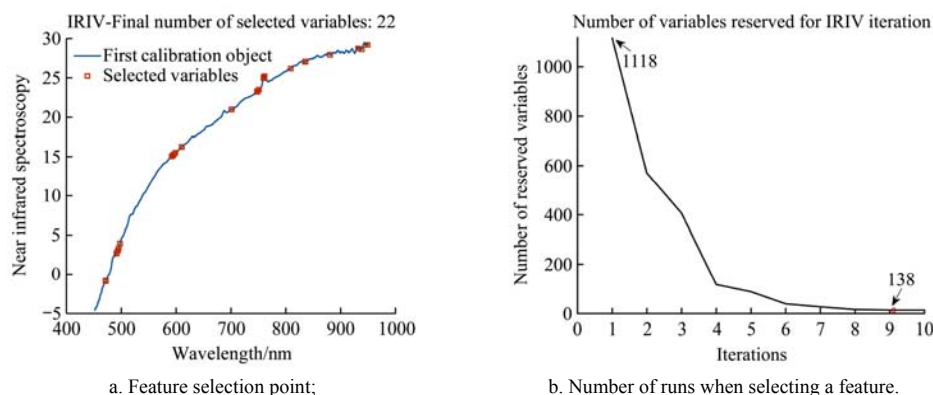 IRIV-Final number of selected variables: 22
30
25
20
15
10
5
0
−5
First calibration object
Selected variables
Near infrared spectroscopy
400 500 600 700 800 900 1000
Wavelength/nm
a. Feature selection point;
Number of variables reserved for IRIV iteration
1000
800
600
400
200
0
1118
138
Number of reserved variables
0 1 2 3 4 5 6 7 8 9 10
Iterations
b. Number of runs when selecting a feature.